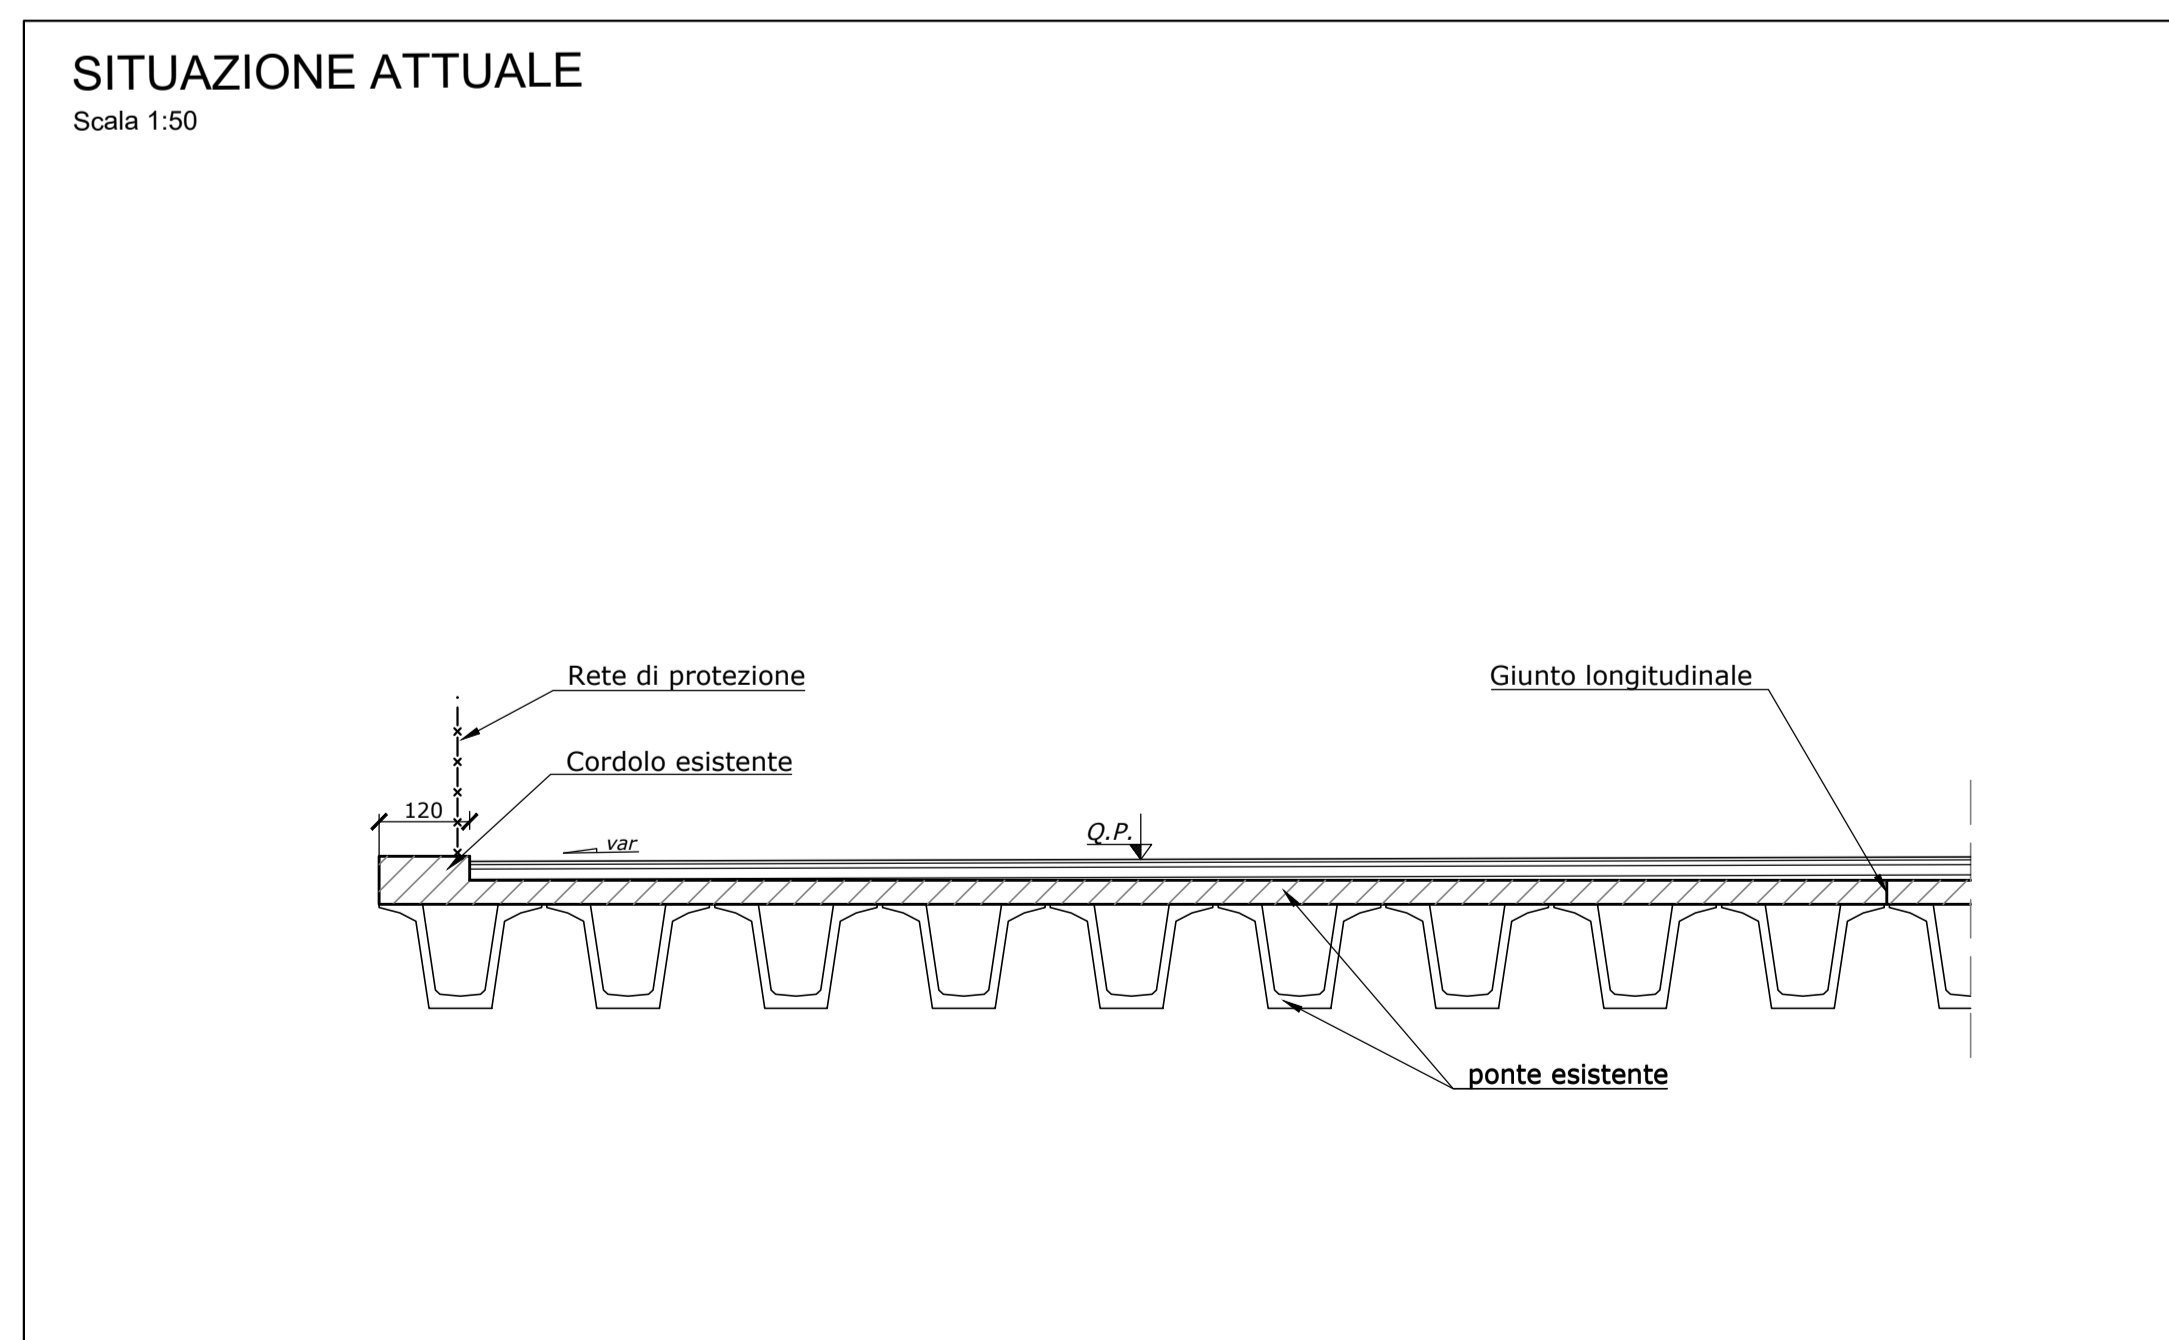 SITUAZIONE ATTUALE
Scala 1:50
Rete di protezione
Giunto longitudinale
Cordolo esistente
120
var
Q.P.
ponte esistente